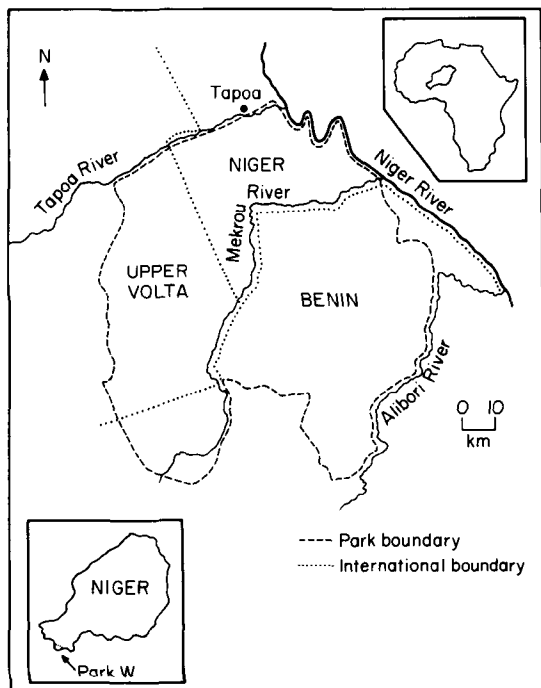 N
Tapoa
Tapoa River
NIGER
Niger River
Mekrou River
UPPER
VOLTA
BENIN
Alibori River
0 10
km
Park boundary
International boundary
NIGER
Park W